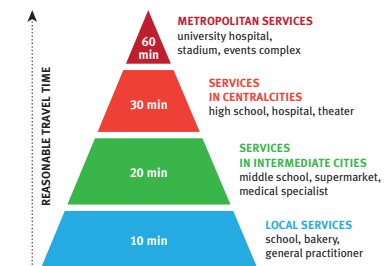 REASONABLE TRAVEL TIME
60
min
METROPOLITAN SERVICES
university hospital,
stadium, events complex
30 min
SERVICES
IN CENTRALCITIES
high school, hospital, theater
20 min
SERVICES
IN INTERMEDIATE CITIES
middle school, supermarket,
medical specialist
10 min
LOCAL SERVICES
school, bakery,
general practitioner